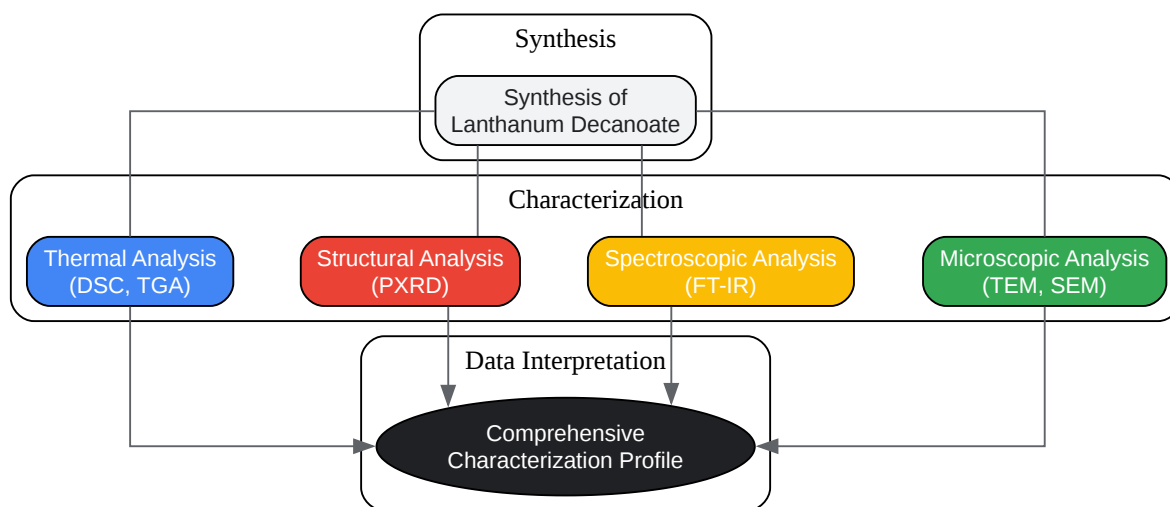 Synthesis
Synthesis of
Lanthanum Decanoate
Characterization
Thermal Analysis
(DSC, TGA)
Structural Analysis
(PXRD)
Spectroscopic Analysis
(FT-IR)
Microscopic Analysis
(TEM, SEM)
Data Interpretation
Comprehensive
Characterization Profile